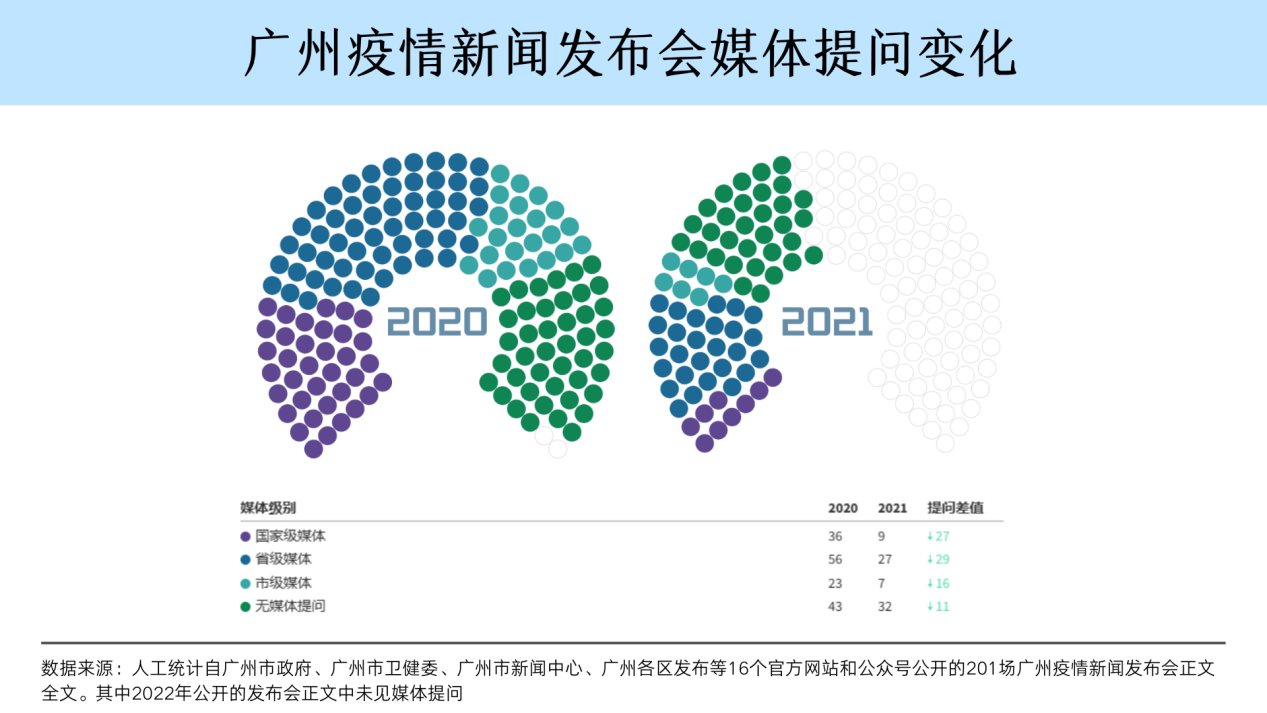 广州疫情新闻发布会媒体提问变化
2020
2021
媒体级别 2020 2021 提问差值
国家级媒体 36 9 ↓27
省级媒体 56 27 ↓29
市级媒体 23 7 ↓16
无媒体提问 43 32 ↓11
数据来源：人工统计自广州市政府、广州市卫健委、广州市新闻中心、广州各区发布等16个官方网站和公众号公开的201场广州疫情新闻发布会正文
全文。其中2022年公开的发布会正文中未见媒体提问